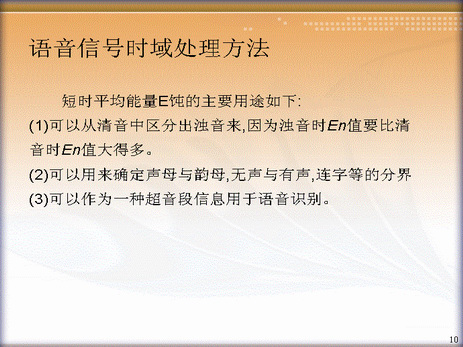 语音信号时域处理方法
短时平均能量E钝的主要用途如下:
(1)可以从清音中区分出浊音来,因为浊音时En值要比清
音时En值大得多。
(2)可以用来确定声母与韵母,无声与有声,连字等的分界
(3)可以作为一种超音段信息用于语音识别。
10